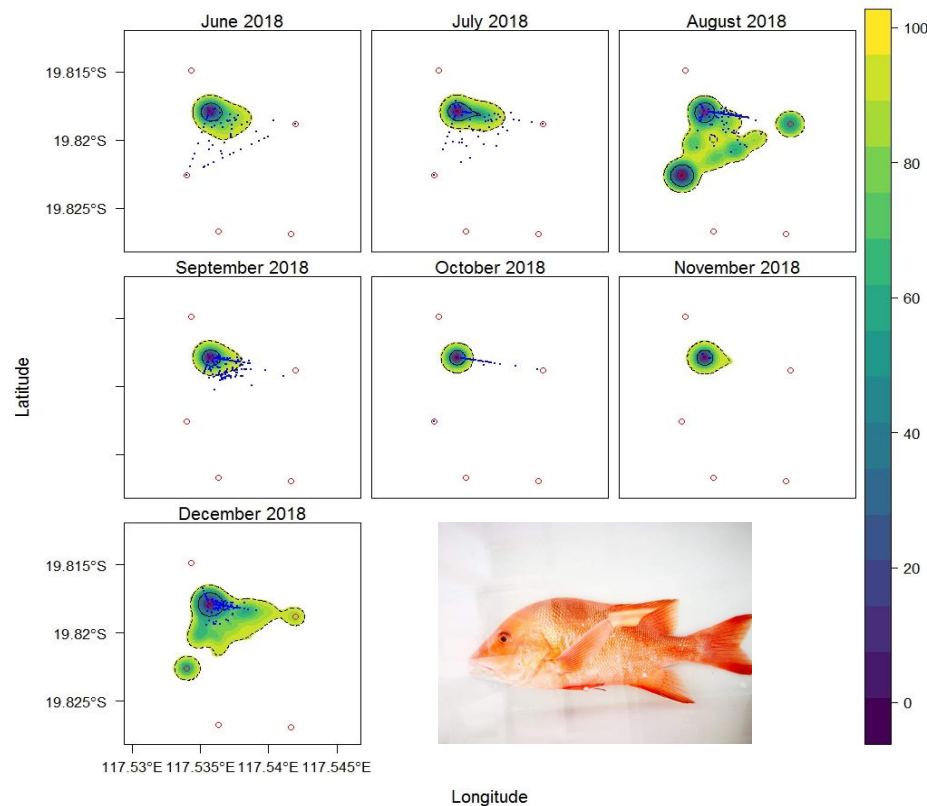 June 2018
July 2018
August 2018
19.815°S
19.82°S
19.825°S
September 2018
October 2018
November 2018
Latitude
December 2018
19.815°S
19.82°S
19.825°S
117.53°E 117.535°E 117.54°E 117.545°E
Longitude
100
80
60
40
20
0